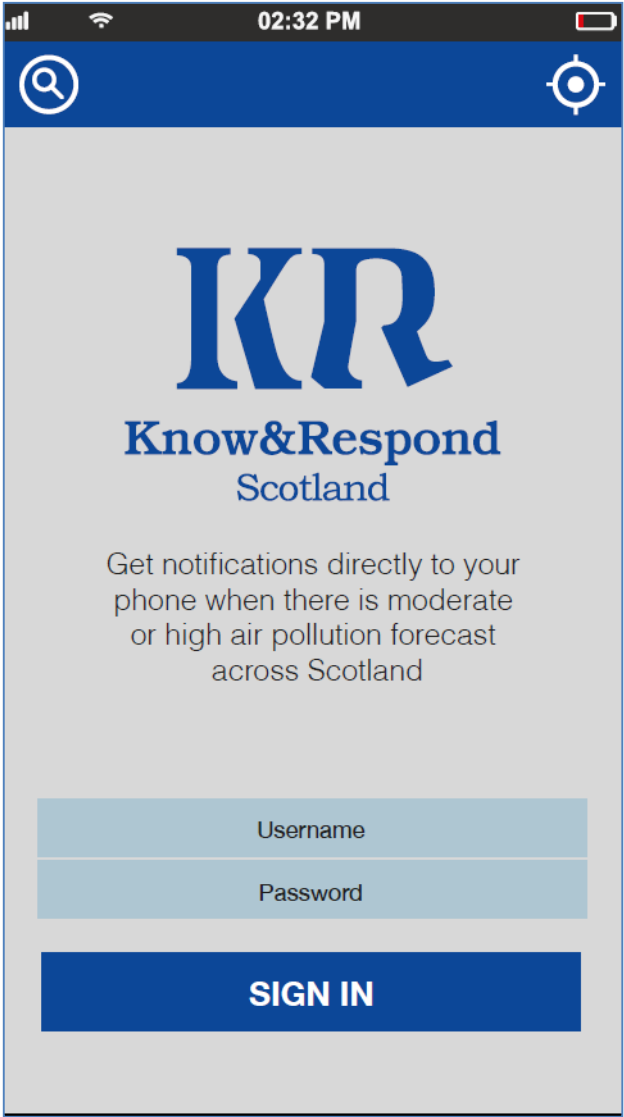 02:32 PM
KR
Know&Respond
Scotland
Get notifications directly to your
phone when there is moderate
or high air pollution forecast
across Scotland
Username
Password
SIGN IN